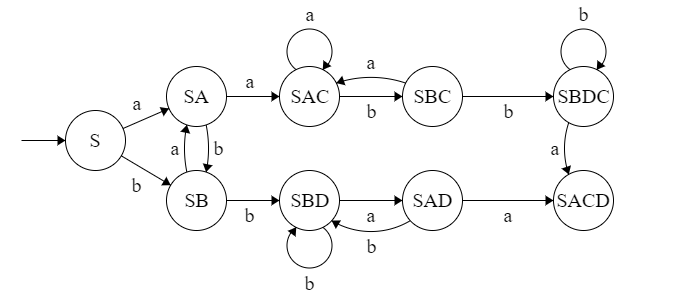 a b
a a
SA a SAC b SBC b SBDC
a
S a b a
b
SB b SBD a SAD a SACD
b
b